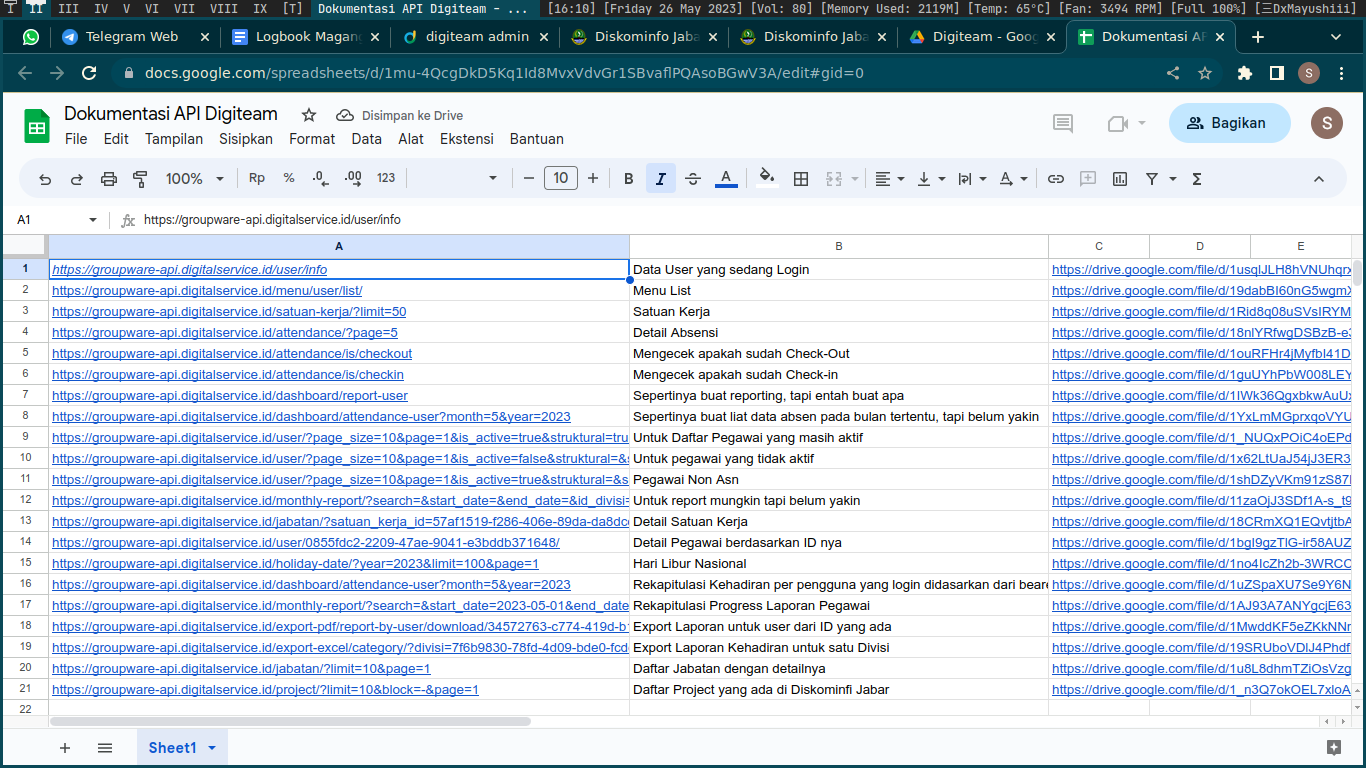 I II III IV V VI VII VIII IX [T] Dokumentasi API Digiteam - ... [16:10] [Friday 26 May 2023] [Vol: 80] [Memory Used: 2119M] [Temp: 65°C] [Fan: 3494 RPM] [Full 100%] [三DxMayushiii]
Telegram Web Logbook Magang digiteam admin Diskominfo Jaba Diskominfo Jaba Digiteam - Goog Dokumentasi AP
docs.google.com/spreadsheets/d/1mu-4QcgDkD5Kq1Id8MvxVdvGr1SBvaflPQAsoBGwV3A/edit#gid=0 S
Dokumentasi API Digiteam Disimpan ke Drive
File Edit Tampilan Sisipkan Format Data Alat Ekstensi Bantuan Bagikan S
100% Rp % .0 .00 123 10 B I S A
A1 fx https://groupware-api.digitalservice.id/user/info
A B C D E
1 https://groupware-api.digitalservice.id/user/info Data User yang sedang Login https://drive.google.com/file/d/1usqlJLH8hVNUhqrx
2 https://groupware-api.digitalservice.id/menu/user/list/ Menu List https://drive.google.com/file/d/19dabBI60nG5wgmX
3 https://groupware-api.digitalservice.id/satuan-kerja/?limit=50 Satuan Kerja https://drive.google.com/file/d/1Rid8q08uSVsIRYM
4 https://groupware-api.digitalservice.id/attendance/?page=5 Detail Absensi https://drive.google.com/file/d/18nlYRfwgDSBzB-e
5 https://groupware-api.digitalservice.id/attendance/is/checkout Mengecek apakah sudah Check-Out https://drive.google.com/file/d/1ouRFHr4jMyfbI41D
6 https://groupware-api.digitalservice.id/attendance/is/checkin Mengecek apakah sudah Check-in https://drive.google.com/file/d/1guUYhPbW008LEY
7 https://groupware-api.digitalservice.id/dashboard/report-user Sepertinya buat reporting, tapi entah buat apa https://drive.google.com/file/d/1IWk36QgxbkwAuUx
8 https://groupware-api.digitalservice.id/dashboard/attendance-user?month=5&year=2023 Sepertinya buat liat data absen pada bulan tertentu, tapi belum yakin https://drive.google.com/file/d/1YxLmMGprxqoVYU
9 https://groupware-api.digitalservice.id/user/?page_size=10&page=1&is_active=true&struktural=tru Untuk Daftar Pegawai yang masih aktif https://drive.google.com/file/d/1_NUQxPOiC4oEPd
10 https://groupware-api.digitalservice.id/user/?page_size=10&page=1&is_active=false&struktural=&s Untuk pegawai yang tidak aktif https://drive.google.com/file/d/1x62LtUaJ54jJ3ER3
11 https://groupware-api.digitalservice.id/user/?page_size=10&page=1&is_active=true&struktural=&s Pegawai Non Asn https://drive.google.com/file/d/1shDZyVKm91zS87
12 https://groupware-api.digitalservice.id/monthly-report/?search=&start_date=&end_date=&id_divisi= Untuk report mungkin tapi belum yakin https://drive.google.com/file/d/11zaOjJ3SDf1A-s_t9
13 https://groupware-api.digitalservice.id/jabatan/?satuan_kerja_id=57af1519-f286-406e-89da-da8dc Detail Satuan Kerja https://drive.google.com/file/d/18CRmXQ1EQvtjtbA
14 https://groupware-api.digitalservice.id/user/0855fdc2-2209-47ae-9041-e3bddb371648/ Detail Pegawai berdasarkan ID nya https://drive.google.com/file/d/1bgI9gzTlG-ir58AUZ
15 https://groupware-api.digitalservice.id/holiday-date/?year=2023&limit=100&page=1 Hari Libur Nasional https://drive.google.com/file/d/1no4IcZh2b-3WRCC
16 https://groupware-api.digitalservice.id/dashboard/attendance-user?month=5&year=2023 Rekapitulasi Kehadiran per pengguna yang login didasarkan dari beare https://drive.google.com/file/d/1uZSpaXU7Se9Y6N
17 https://groupware-api.digitalservice.id/monthly-report/?search=&start_date=2023-05-01&end_date Rekapitulasi Progress Laporan Pegawai https://drive.google.com/file/d/1AJ93A7ANYgcjE63
18 https://groupware-api.digitalservice.id/export-pdf/report-by-user/download/34572763-c774-419d-b Export Laporan untuk user dari ID yang ada https://drive.google.com/file/d/1MwddKF5eZKkNNr
19 https://groupware-api.digitalservice.id/export-excel/category/?divisi=7f6b9830-78fd-4d09-bde0-fcd Export Laporan Kehadiran untuk satu Divisi https://drive.google.com/file/d/19SRUboVDlJ4Phdf
20 https://groupware-api.digitalservice.id/jabatan/?limit=10&page=1 Daftar Jabatan dengan detailnya https://drive.google.com/file/d/1u8L8dhmTZiOsVzg
21 https://groupware-api.digitalservice.id/project/?limit=10&block=-&page=1 Daftar Project yang ada di Diskominfi Jabar https://drive.google.com/file/d/1_n3Q7okOEL7xloA
22
Sheet1